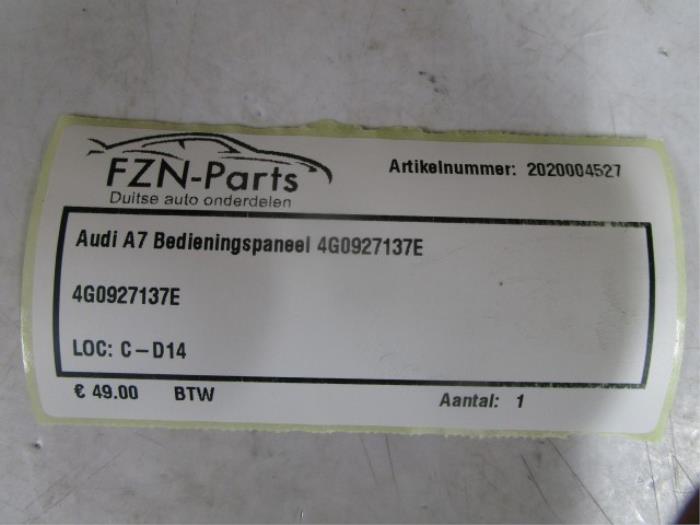 FZN-Parts
Duitse auto onderdelen
Artikelnummer: 2020004527
Audi A7 Bedieningspaneel 4G0927137E
4G0927137E
LOC: C-D14
€ 49.00 BTW
Aantal: 1